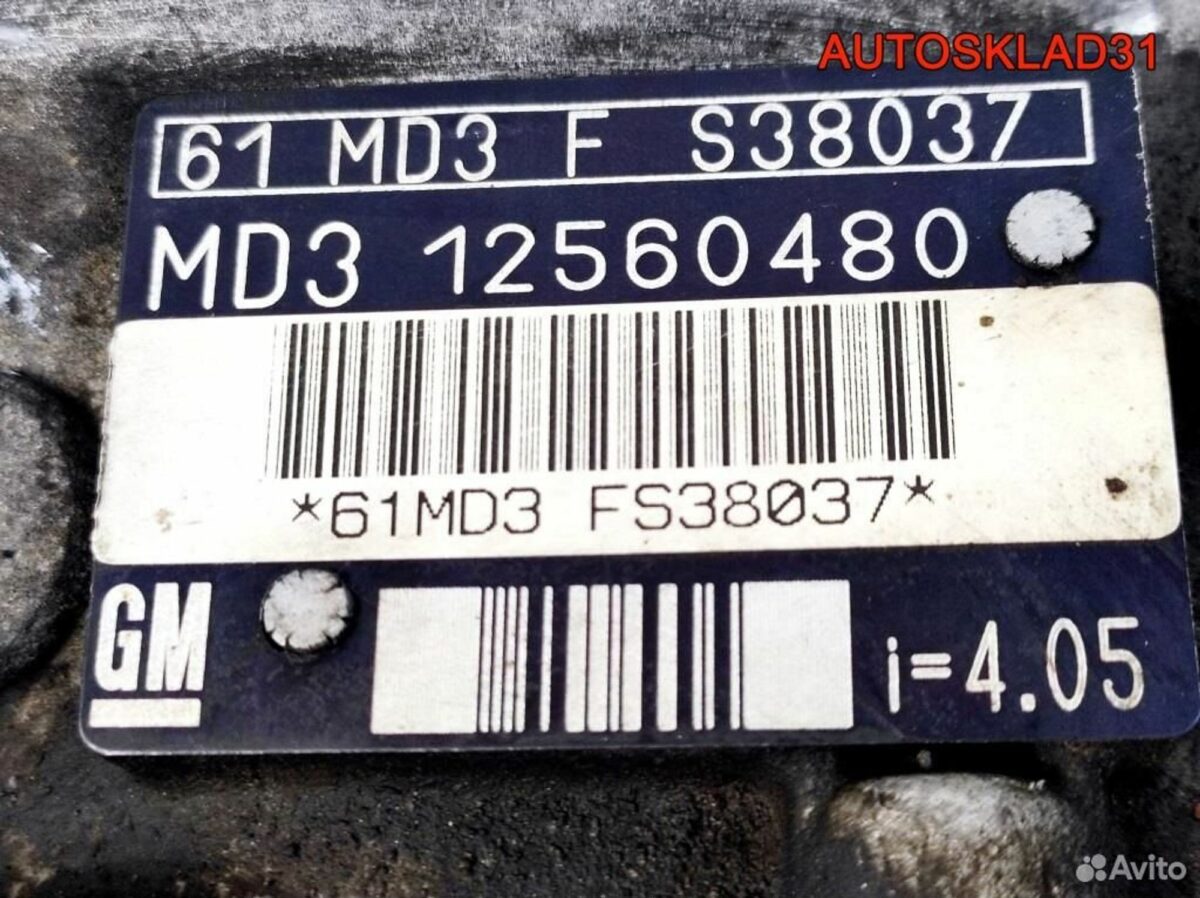 AUTOSKLAD31
61 MD3 F S38037
MD3 12560480
*61MD3 FS38037*
GM
i=4.05
Avito